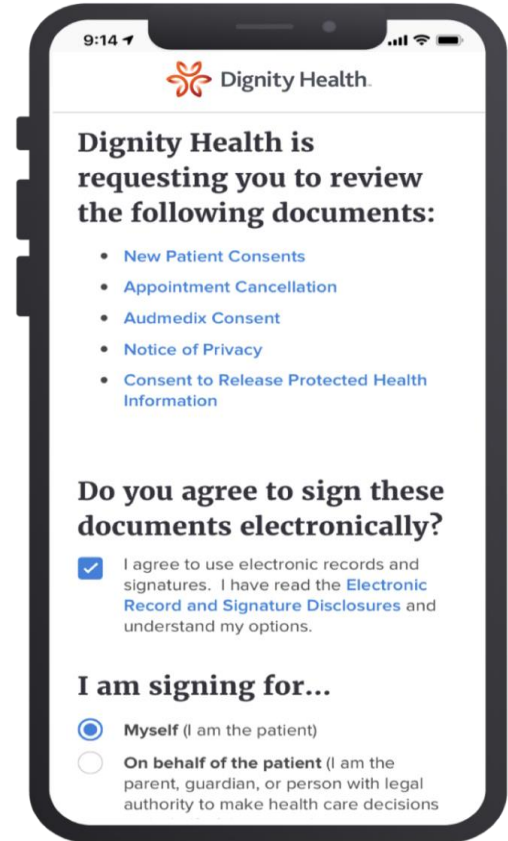 9:14
Dignity Health.
Dignity Health is
requesting you to review
the following documents:
• New Patient Consents
• Appointment Cancellation
• Audmedix Consent
• Notice of Privacy
• Consent to Release Protected Health
Information
Do you agree to sign these
documents electronically?
I agree to use electronic records and
signatures. I have read the Electronic
Record and Signature Disclosures and
understand my options.
I am signing for...
Myself (I am the patient)
On behalf of the patient (I am the
parent, guardian, or person with legal
authority to make health care decisions